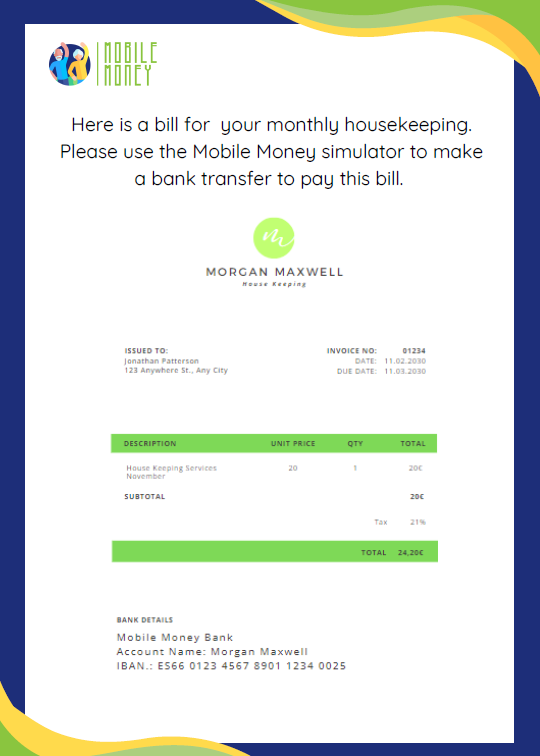 MOBILE
MONEY
Here is a bill for your monthly housekeeping.
Please use the Mobile Money simulator to make
a bank transfer to pay this bill.
m
MORGAN MAXWELL
House Keeping
ISSUED TO:
Jonathan Patterson
123 Anywhere St., Any City
INVOICE NO: 01234
DATE: 11.02.2030
DUE DATE: 11.03.2030
DESCRIPTION UNIT PRICE QTY TOTAL
House Keeping Services 20 1 20€
November
SUBTOTAL 20€
Tax 21%
TOTAL 24,20€
BANK DETAILS
Mobile Money Bank
Account Name: Morgan Maxwell
IBAN.: ES66 0123 4567 8901 1234 0025